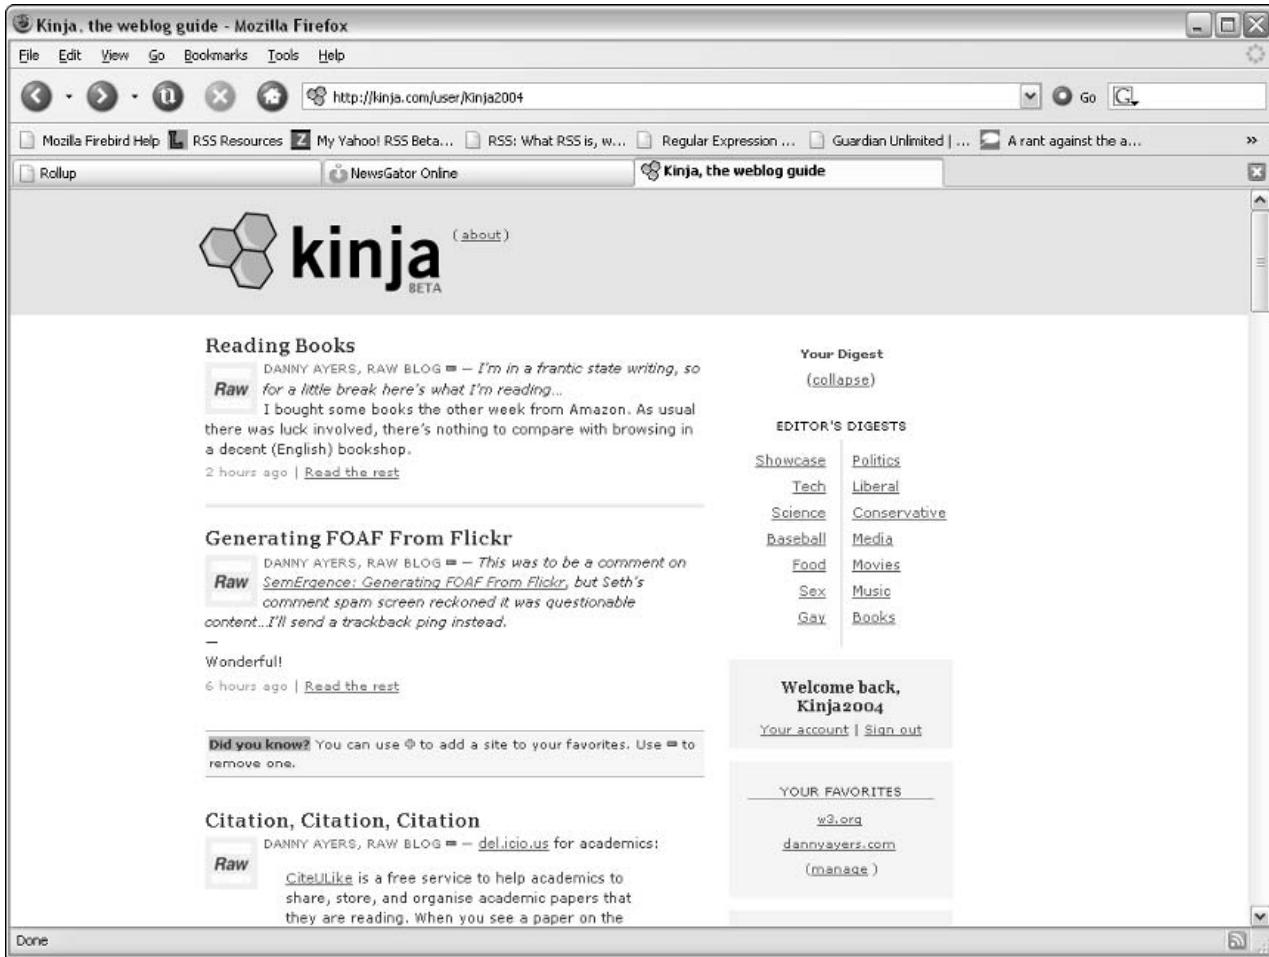 Kinja, the weblog guide - Mozilla Firefox
File Edit View Go Bookmarks Tools Help
http://kinja.com/user/Kinja2004 Go G
Mozilla Firebird Help RSS Resources My Yahoo! RSS Beta... RSS: What RSS is, w... Regular Expression ... Guardian Unlimited | ... A rant against the a... »
Rollup NewsGator Online Kinja, the weblog guide
kinja (about)
BETA
Reading Books
Raw
DANNY AYERS, RAW BLOG — I'm in a frantic state writing, so
for a little break here's what I'm reading...
I bought some books the other week from Amazon. As usual
there was luck involved, there's nothing to compare with browsing in
a decent (English) bookshop.
2 hours ago | Read the rest
Generating FOAF From Flickr
Raw
DANNY AYERS, RAW BLOG — This was to be a comment on
SemErgence: Generating FOAF From Flickr, but Seth's
comment spam screen reckoned it was questionable
content...I'll send a trackback ping instead.
—
Wonderful!
6 hours ago | Read the rest
Did you know? You can use to add a site to your favorites. Use to
remove one.
Citation, Citation, Citation
Raw
DANNY AYERS, RAW BLOG — del.icio.us for academics:
CiteULike is a free service to help academics to
share, store, and organise academic papers that
they are reading. When you see a paper on the
Your Digest
(collapse)
EDITOR'S DIGESTS
Showcase Politics
Tech Liberal
Science Conservative
Baseball Media
Food Movies
Sex Music
Gay Books
Welcome back,
Kinja2004
Your account | Sign out
YOUR FAVORITES
w3.org
dannyayers.com
(manage )
Done